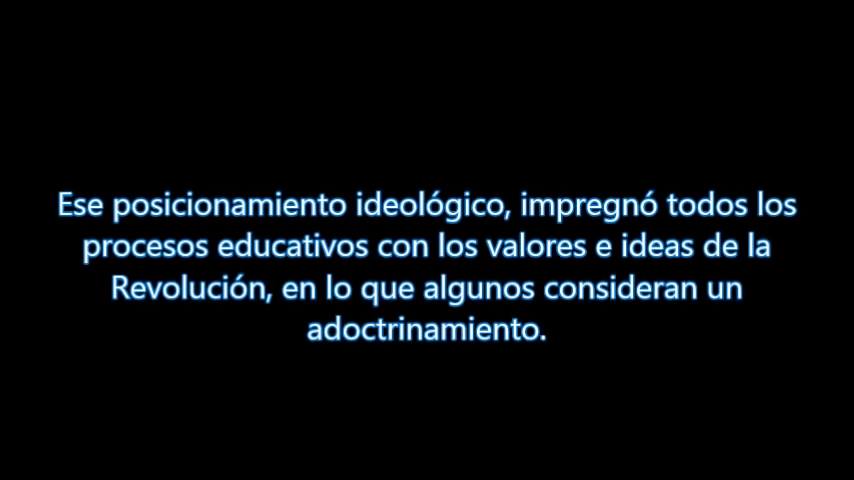 Ese posicionamiento ideológico, impregnó todos los
procesos educativos con los valores e ideas de la
Revolución, en lo que algunos consideran un
adoctrinamiento.